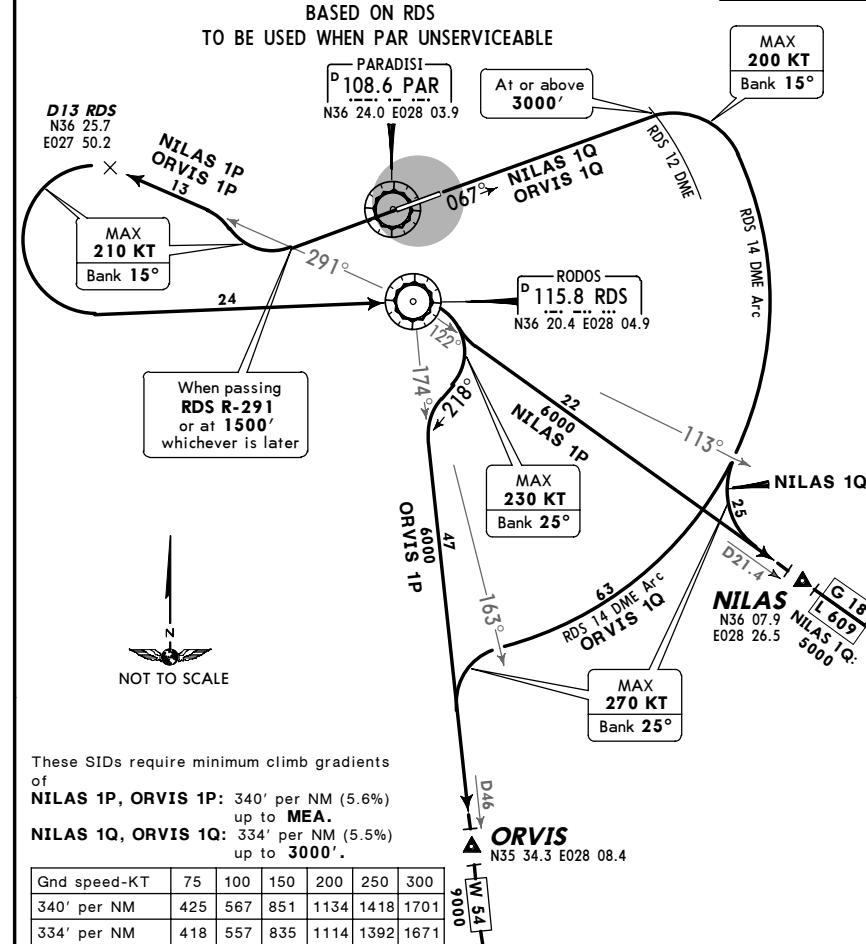 BASED ON RDS
TO BE USED WHEN PAR UNSERVICEABLE
PARADISI
D 108.6 PAR
N36 24.0 E028 03.9
At or above
3000'
MAX
200 KT
Bank 15°
D13 RDS
N36 25.7
E027 50.2
NILAS 1P
ORVIS 1P
13
067°
NILAS 1Q
ORVIS 1Q
RDS 12 DME
RDS 14 DME Arc
MAX
210 KT
Bank 15°
291°
24
RODOS
D 115.8 RDS
N36 20.4 E028 04.9
122°
174°
218°
When passing
RDS R-291
or at 1500'
whichever is later
22
6000
NILAS 1P
113°
MAX
230 KT
Bank 25°
NILAS 1Q
25
47
6000
ORVIS 1P
163°
63
RDS 14 DME Arc
ORVIS 1Q
D21.4
NILAS
N36 07.9
E028 26.5
G 18
L 609
NILAS 1Q:
5000
N
NOT TO SCALE
MAX
270 KT
Bank 25°
These SIDs require minimum climb gradients
of
NILAS 1P, ORVIS 1P: 340' per NM (5.6%)
up to MEA.
NILAS 1Q, ORVIS 1Q: 334' per NM (5.5%)
up to 3000'.
D46
ORVIS
N35 34.3 E028 08.4
W 54
9000
Gnd speed-KT 75 100 150 200 250 300
340' per NM 425 567 851 1134 1418 1701
334' per NM 418 557 835 1114 1392 1671